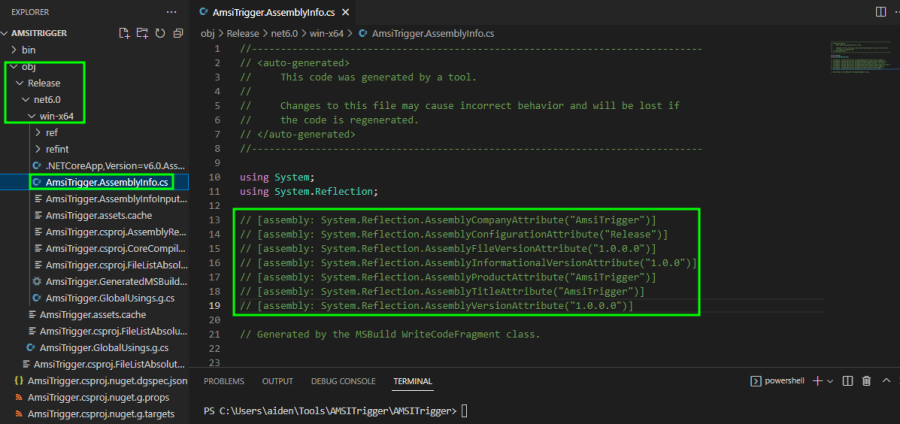 EXPLORER
AMSITRIGGER
bin
obj
Release
net6.0
win-x64
ref
refint
.NETCoreApp,Version=v6.0.Ass...
AmsiTrigger.AssemblyInfo.cs
AmsiTrigger.AssemblyInfoInput...
AmsiTrigger.assets.cache
AmsiTrigger.csproj.AssemblyRe...
AmsiTrigger.csproj.CoreCompil...
AmsiTrigger.csproj.FileListAbsol...
AmsiTrigger.GeneratedMSBuild...
AmsiTrigger.GlobalUsings.g.cs
AmsiTrigger.assets.cache
AmsiTrigger.csproj.FileListAbsolu...
AmsiTrigger.GlobalUsings.g.cs
AmsiTrigger.csproj.FileListAbsolut...
AmsiTrigger.csproj.nuget.dgspec.json
AmsiTrigger.csproj.nuget.g.props
AmsiTrigger.csproj.nuget.g.targets
AmsiTrigger.AssemblyInfo.cs
obj > Release > net6.0 > win-x64 > AmsiTrigger.AssemblyInfo.cs
1 //------------------------------------------------------------------------------
2 // <auto-generated>
3 //     This code was generated by a tool.
4 //
5 //     Changes to this file may cause incorrect behavior and will be lost if
6 //     the code is regenerated.
7 // </auto-generated>
8 //------------------------------------------------------------------------------
9
10 using System;
11 using System.Reflection;
12
13 // [assembly: System.Reflection.AssemblyCompanyAttribute("AmsiTrigger")]
14 // [assembly: System.Reflection.AssemblyConfigurationAttribute("Release")]
15 // [assembly: System.Reflection.AssemblyFileVersionAttribute("1.0.0.0")]
16 // [assembly: System.Reflection.AssemblyInformationalVersionAttribute("1.0.0")]
17 // [assembly: System.Reflection.AssemblyProductAttribute("AmsiTrigger")]
18 // [assembly: System.Reflection.AssemblyTitleAttribute("AmsiTrigger")]
19 // [assembly: System.Reflection.AssemblyVersionAttribute("1.0.0.0")]
20
21 // Generated by the MSBuild WriteCodeFragment class.
22
23
PROBLEMS OUTPUT DEBUG CONSOLE TERMINAL
powershell
PS C:\Users\aiden\Tools\AMSITrigger\AMSITrigger>